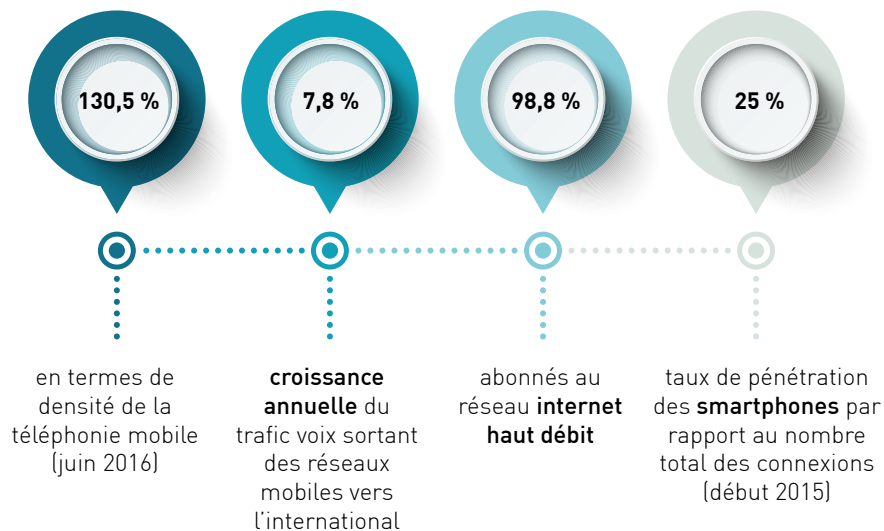 130,5 %
7,8 %
98,8 %
25 %
en termes de
densité de la
téléphonie mobile
(juin 2016)
croissance
annuelle du
trafic voix sortant
des réseaux
mobiles vers
l'international
abonnés au
réseau internet
haut débit
taux de pénétration
des smartphones par
rapport au nombre
total des connexions
(début 2015)